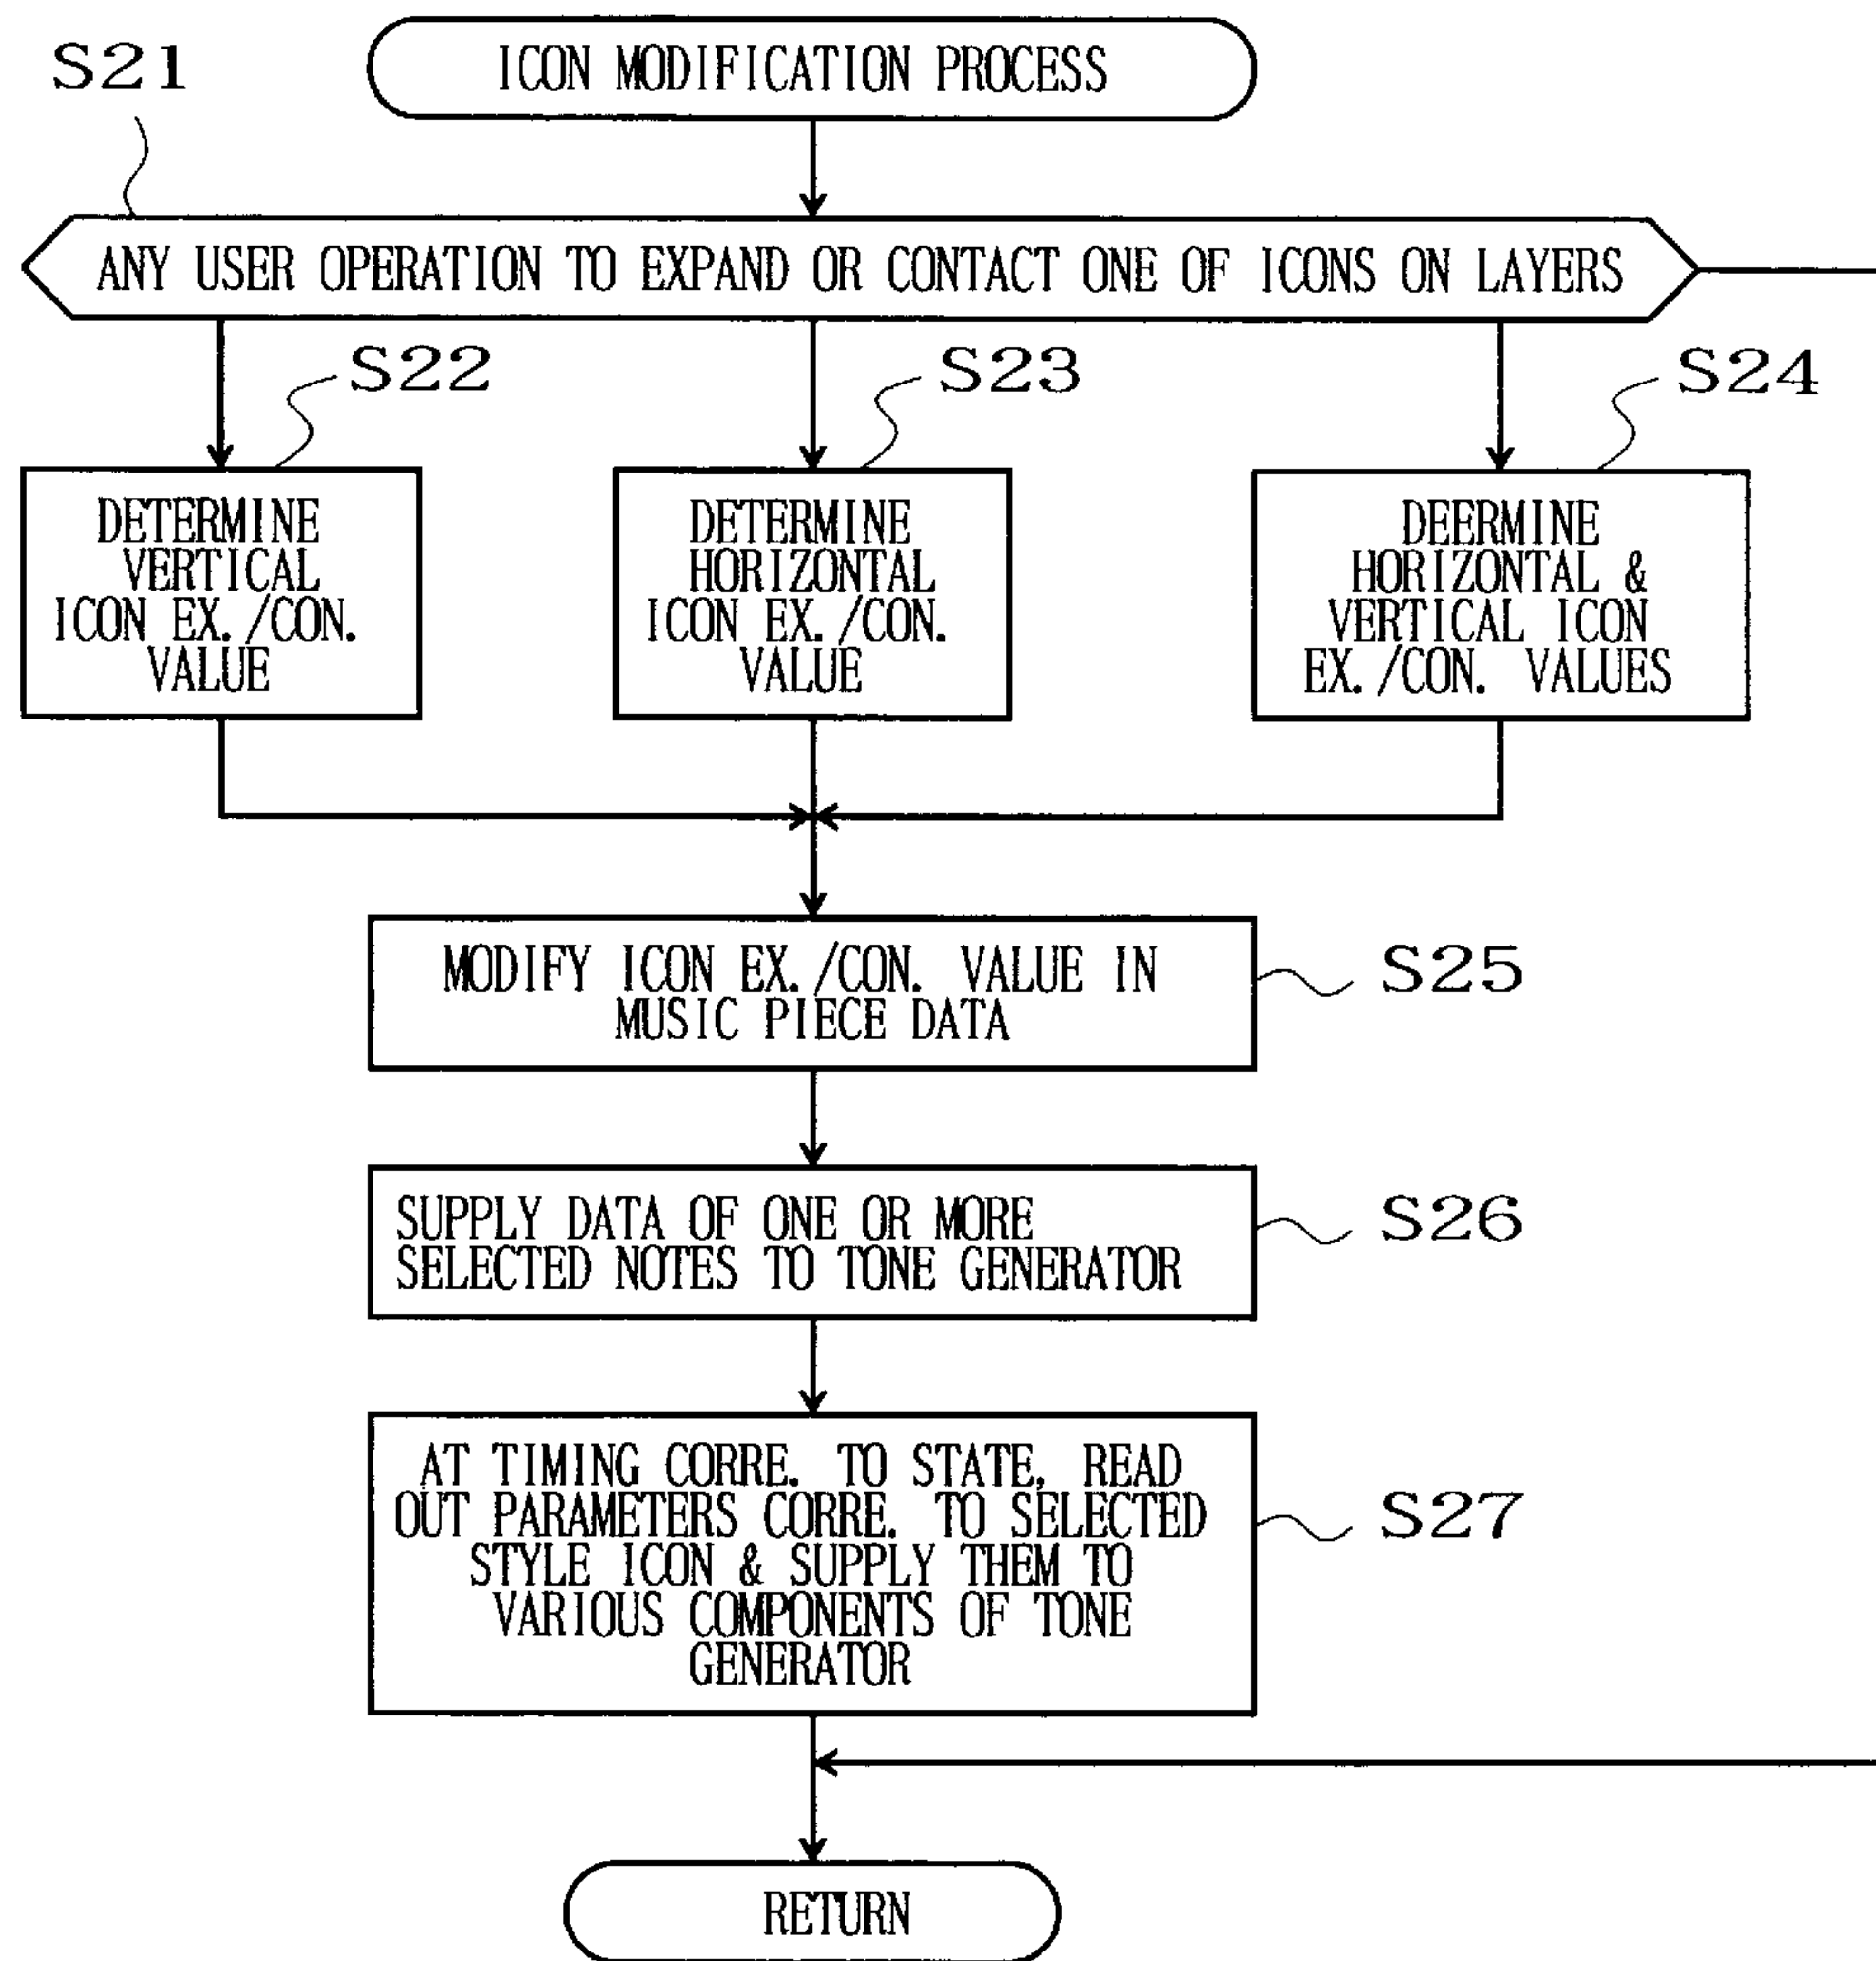 S21
ICON MODIFICATION PROCESS
ANY USER OPERATION TO EXPAND OR CONTACT ONE OF ICONS ON LAYERS
S22
S23
S24
DETERMINE
VERTICAL
ICON EX./CON.
VALUE
DETERMINE
HORIZONTAL
ICON EX./CON.
VALUE
DEERMINE
HORIZONTAL &
VERTICAL ICON
EX./CON. VALUES
MODIFY ICON EX./CON. VALUE IN
MUSIC PIECE DATA
S25
SUPPLY DATA OF ONE OR MORE
SELECTED NOTES TO TONE GENERATOR
S26
AT TIMING CORRE. TO STATE, READ
OUT PARAMETERS CORRE. TO SELECTED
STYLE ICON & SUPPLY THEM TO
VARIOUS COMPONENTS OF TONE
GENERATOR
S27
RETURN